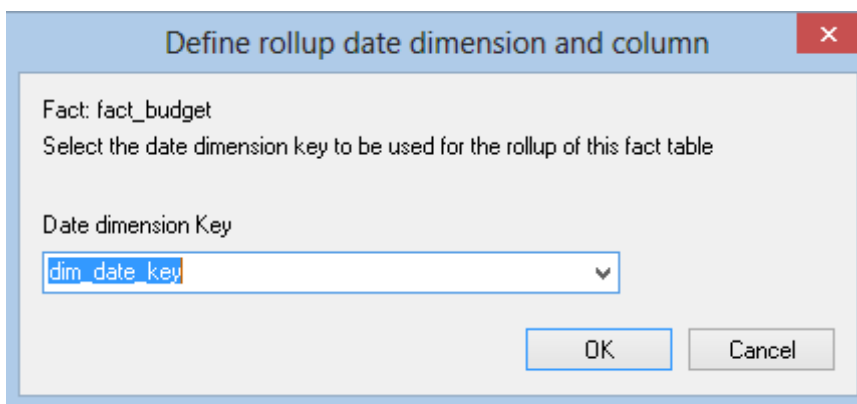 Define rollup date dimension and column
Fact: fact_budget
Select the date dimension key to be used for the rollup of this fact table
Date dimension Key
dim_date_key
OK
Cancel